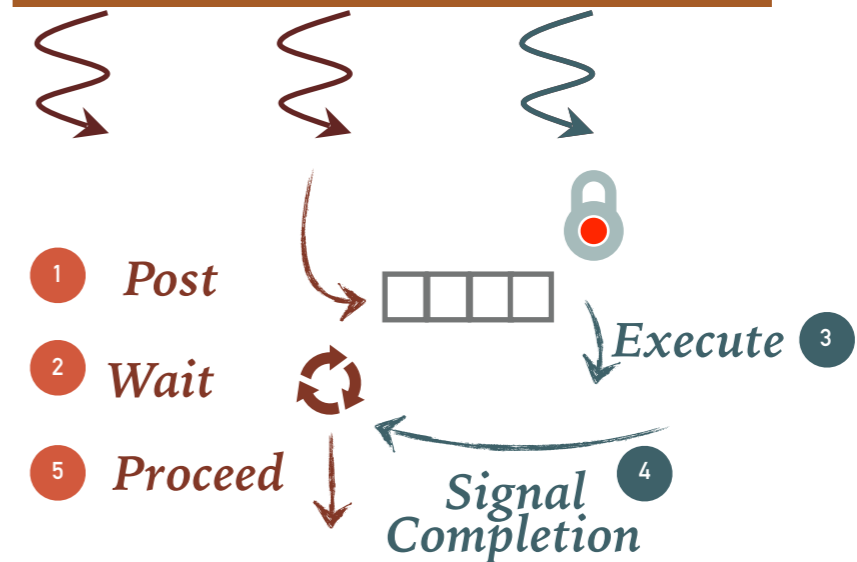 1 Post
Execute 3
2 Wait
5 Proceed
4
Signal
Completion